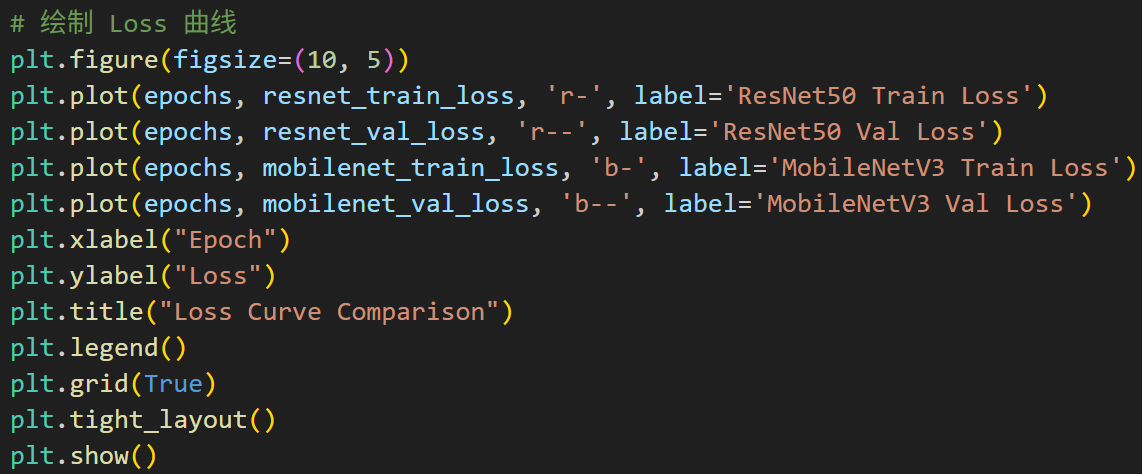 # 绘制 Loss 曲线
plt.figure(figsize=(10, 5))
plt.plot(epochs, resnet_train_loss, 'r-', label='ResNet50 Train Loss')
plt.plot(epochs, resnet_val_loss, 'r--', label='ResNet50 Val Loss')
plt.plot(epochs, mobilenet_train_loss, 'b-', label='MobileNetV3 Train Loss')
plt.plot(epochs, mobilenet_val_loss, 'b--', label='MobileNetV3 Val Loss')
plt.xlabel("Epoch")
plt.ylabel("Loss")
plt.title("Loss Curve Comparison")
plt.legend()
plt.grid(True)
plt.tight_layout()
plt.show()